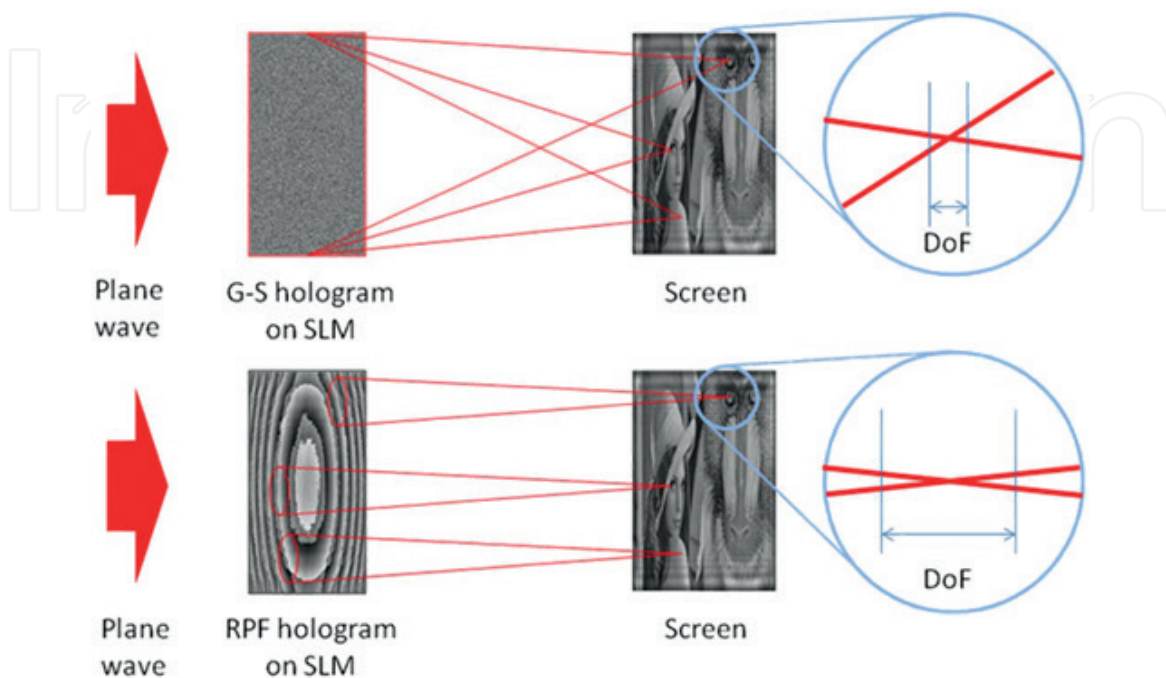 DoF
Plane
wave
G-S hologram
on SLM
Screen
DoF
Plane
wave
RPF hologram
on SLM
Screen